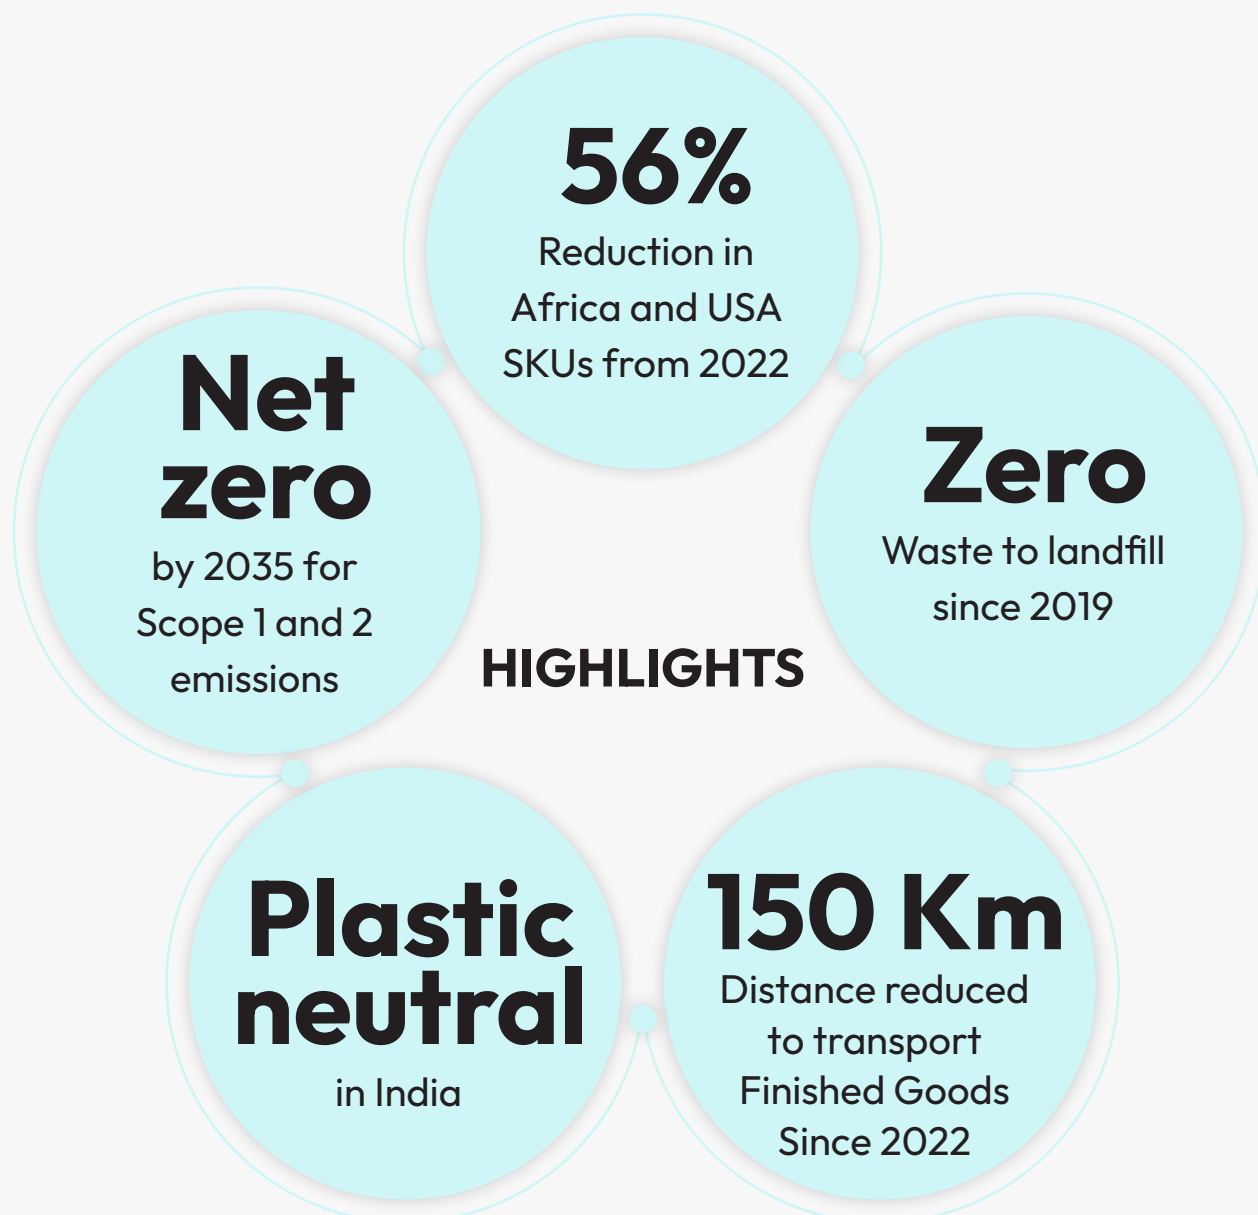 56%
Reduction in
Africa and USA
SKUs from 2022
Net
zero
by 2035 for
Scope 1 and 2
emissions
Zero
Waste to landfill
since 2019
HIGHLIGHTS
Plastic
neutral
in India
150 Km
Distance reduced
to transport
Finished Goods
Since 2022